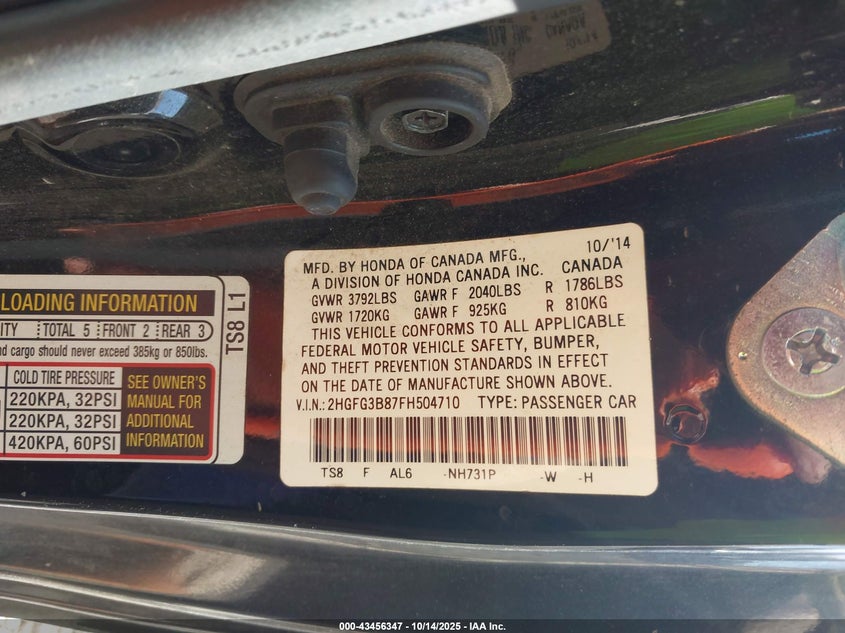 MFD. BY HONDA OF CANADA MFG., 10/'14
A DIVISION OF HONDA CANADA INC. CANADA
GVWR 3792LBS GAWR F 2040LBS R 1786LBS
GVWR 1720KG GAWR F 925KG R 810KG
THIS VEHICLE CONFORMS TO ALL APPLICABLE
FEDERAL MOTOR VEHICLE SAFETY, BUMPER,
AND THEFT PREVENTION STANDARDS IN EFFECT
ON THE DATE OF MANUFACTURE SHOWN ABOVE.
V.I.N.: 2HGFG3B87FH504710 TYPE: PASSENGER CAR
TS8 F AL6 -NH731P -W -H
LOADING INFORMATION
TOTAL 5 FRONT 2 REAR 3
and cargo should never exceed 385kg or 850lbs.
COLD TIRE PRESSURE
220KPA, 32PSI
220KPA, 32PSI
420KPA, 60PSI
SEE OWNER'S
MANUAL FOR
ADDITIONAL
INFORMATION
TS8 L1
000-43456347 - 10/14/2025 - IAA Inc.